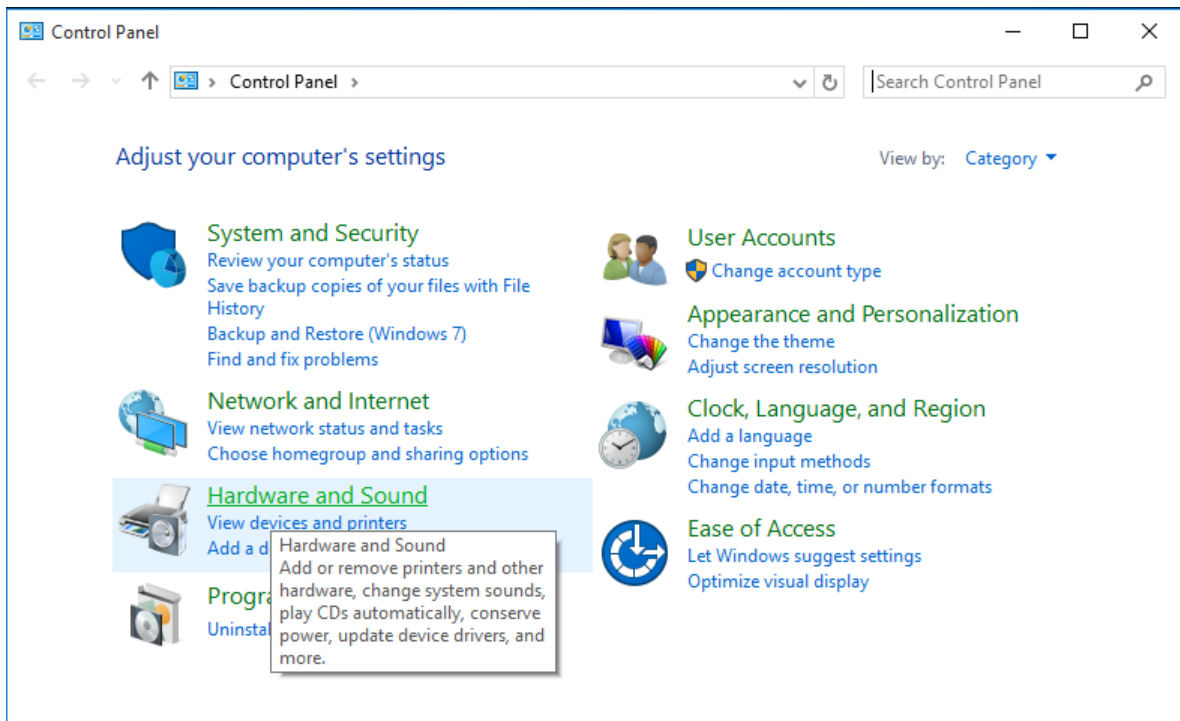 Control Panel
Control Panel
Search Control Panel
Adjust your computer's settings
View by: Category
System and Security
Review your computer's status
Save backup copies of your files with File
History
Backup and Restore (Windows 7)
Find and fix problems
Network and Internet
View network status and tasks
Choose homegroup and sharing options
Hardware and Sound
View devices and printers
Add a d
Hardware and Sound
Add or remove printers and other
hardware, change system sounds,
play CDs automatically, conserve
power, update device drivers, and
more.
Progra
Uninstal
User Accounts
Change account type
Appearance and Personalization
Change the theme
Adjust screen resolution
Clock, Language, and Region
Add a language
Change input methods
Change date, time, or number formats
Ease of Access
Let Windows suggest settings
Optimize visual display